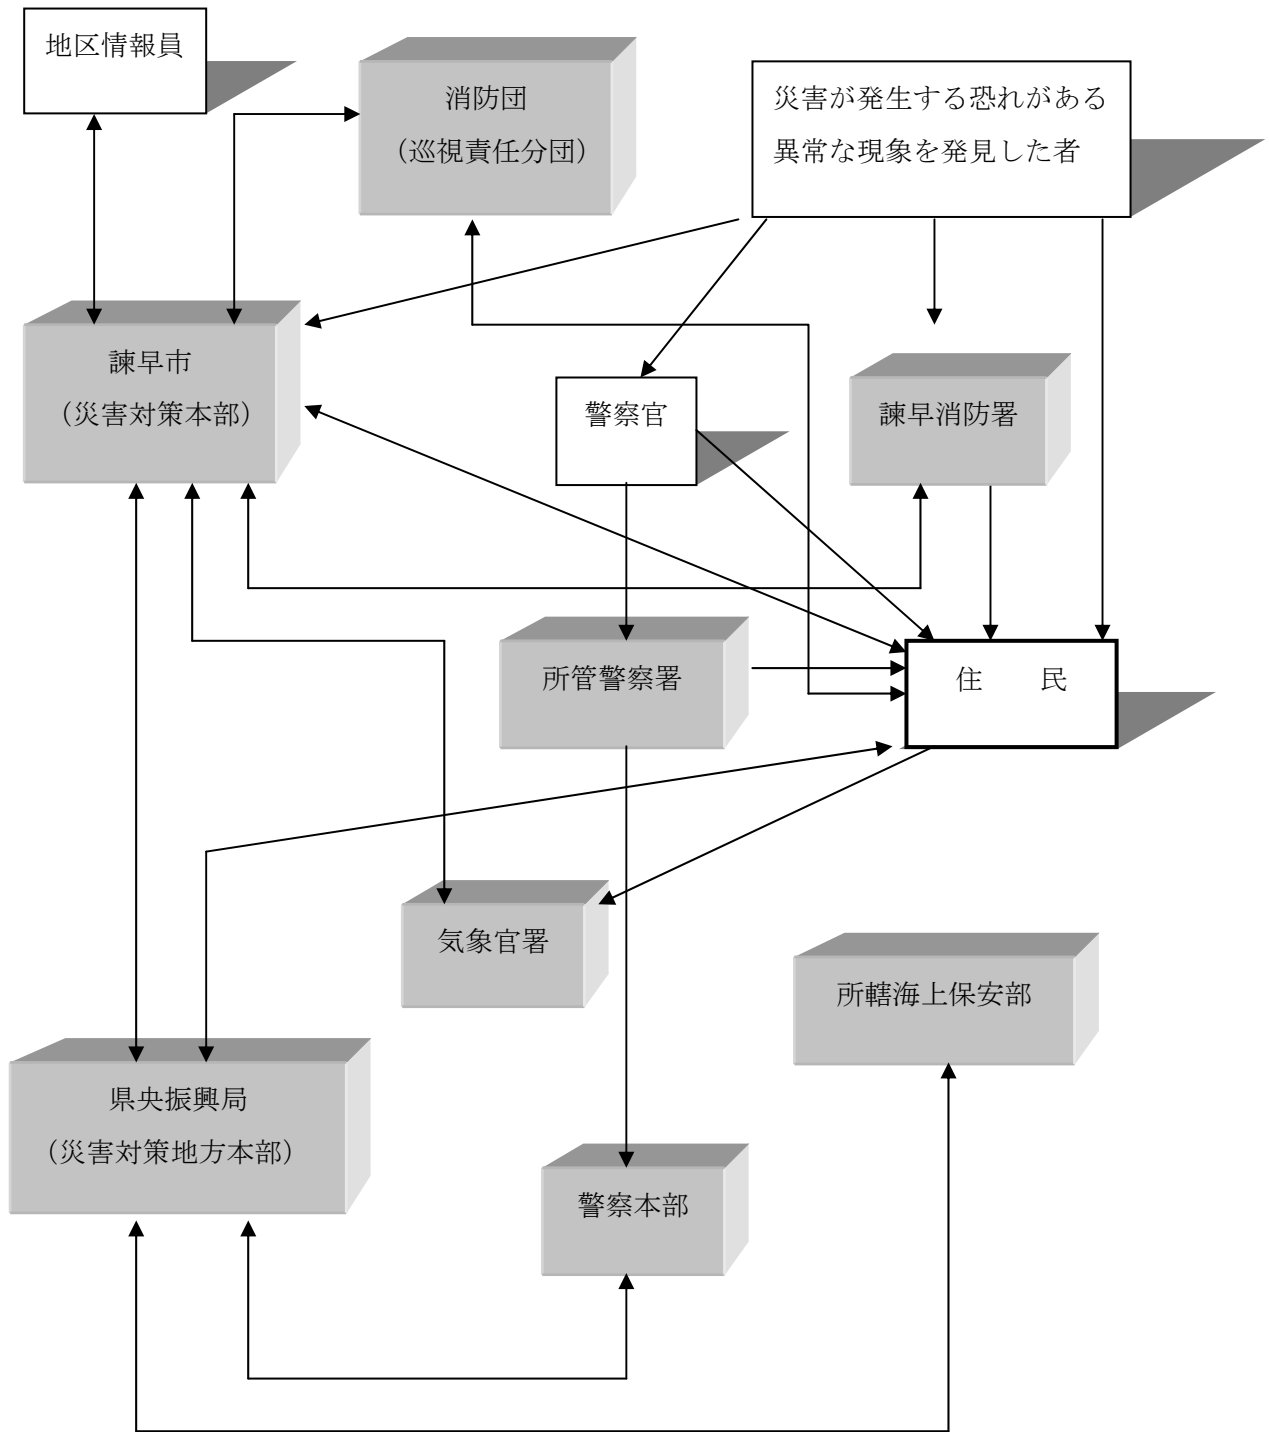 地区情報員
消防団
（巡視責任分団）
災害が発生する恐れがある
異常な現象を発見した者
諫早市
（災害対策本部）
警察官
諫早消防署
所管警察署
住　　民
気象官署
所轄海上保安部
県央振興局
（災害対策地方本部）
警察本部